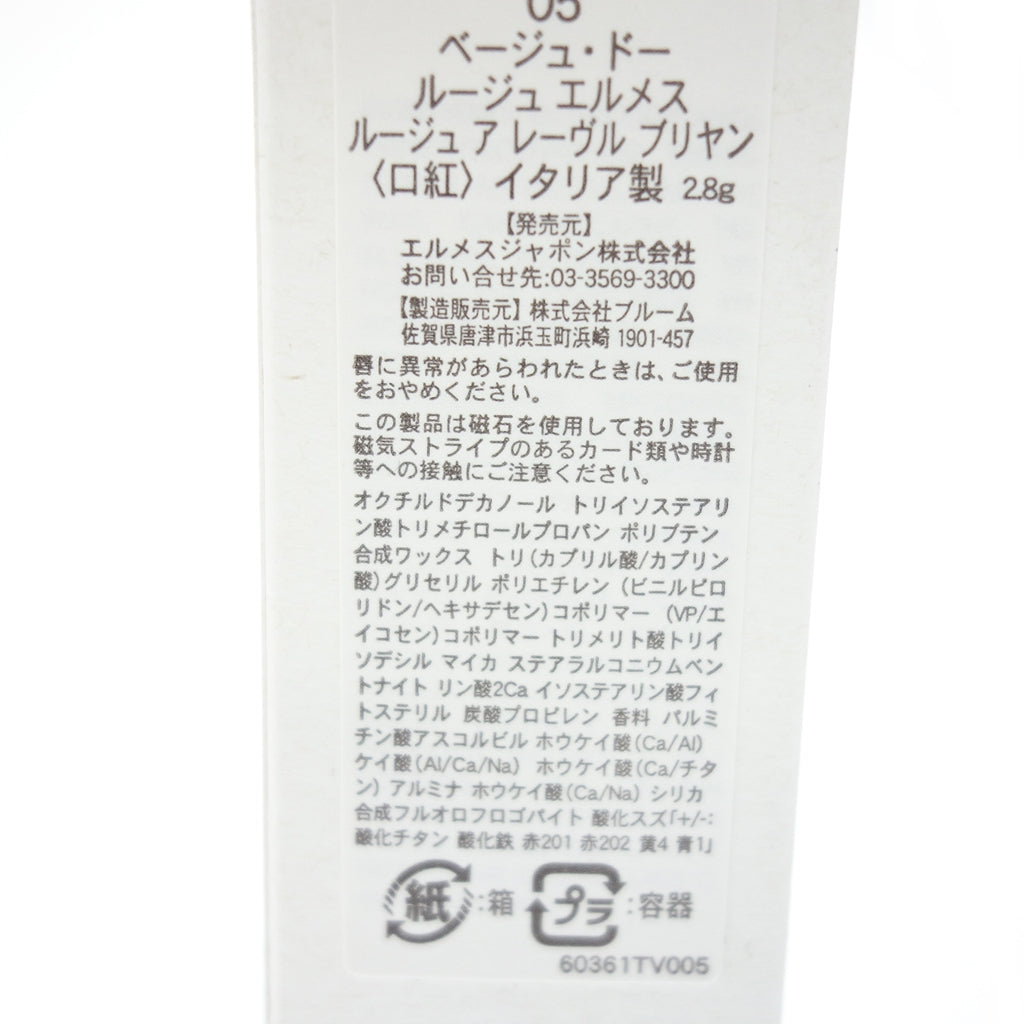 05
ベージュ・ドー
ルージュ エルメス
ルージュ ア レーヴル ブリヤン
〈口紅〉イタリア製 2.8g
【発売元】
エルメスジャポン株式会社
お問い合せ先:03-3569-3300
【製造販売元】株式会社ブルーム
佐賀県唐津市浜玉町浜崎 1901-457
唇に異常があらわれたときは、ご使用
をおやめください。
この製品は磁石を使用しております。
磁気ストライプのあるカード類や時計
等への接触にご注意ください。
オクチルドデカノール トリイソステアリ
ン酸トリメチロールプロパン ポリブテン
合成ワックス トリ(カプリル酸/カプリン
酸)グリセリル ポリエチレン (ビニルピロ
リドン/ヘキサデセン)コポリマー (VP/エ
イコセン)コポリマー トリメリト酸トリイ
ソデシル マイカ ステアラルコニウムベン
トナイト リン酸2Ca イソステアリン酸フィ
トステリル 炭酸プロピレン 香料 パルミ
チン酸アスコルビル ホウケイ酸(Ca/Al)
ケイ酸(Al/Ca/Na) ホウケイ酸(Ca/チタ
ン) アルミナ ホウケイ酸(Ca/Na) シリカ
合成フルオロフロゴパイト 酸化スズ「+/-:
酸化チタン 酸化鉄 赤201 赤202 黄4 青1」
紙:箱 プラ:容器
60361TV005